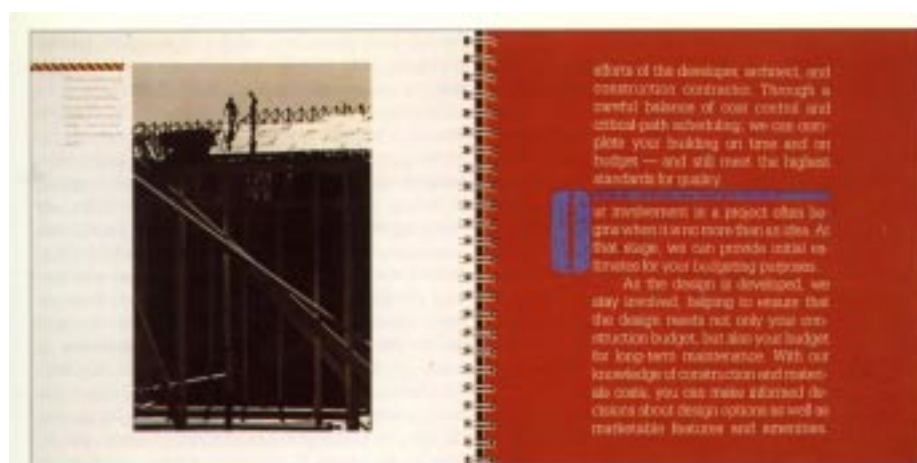 efforts of the developer, architect, and
construction contractor. Through a
careful balance of cost control and
critical-path scheduling, we can com-
plete your building on time and on
budget — and still meet the highest
standards for quality.
Our involvement in a project often be-
gins when it is no more than an idea. At
that stage, we can provide initial es-
timates for your budgeting purposes.
As the design is developed, we
stay involved, helping to ensure that
the design meets not only your con-
struction budget, but also your budget
for long-term maintenance. With our
knowledge of construction and materi-
als costs, you can make informed de-
cisions about design options as well as
marketable features and amenities.